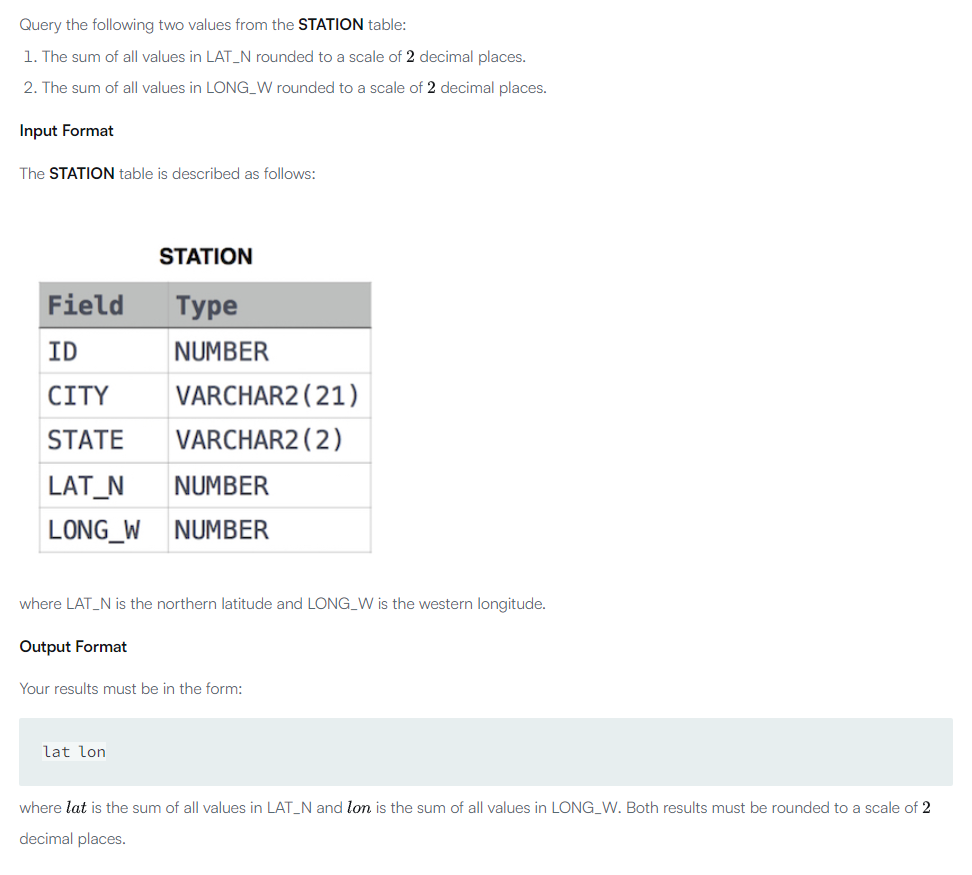 Query the following two values from the STATION table:
1. The sum of all values in LAT_N rounded to a scale of 2 decimal places.
2. The sum of all values in LONG_W rounded to a scale of 2 decimal places.
Input Format
The STATION table is described as follows:
STATION
Field Type
ID NUMBER
CITY VARCHAR2(21)
STATE VARCHAR2(2)
LAT_N NUMBER
LONG_W NUMBER
where LAT_N is the northern latitude and LONG_W is the western longitude.
Output Format
Your results must be in the form:
lat lon
where lat is the sum of all values in LAT_N and lon is the sum of all values in LONG_W. Both results must be rounded to a scale of 2
decimal places.